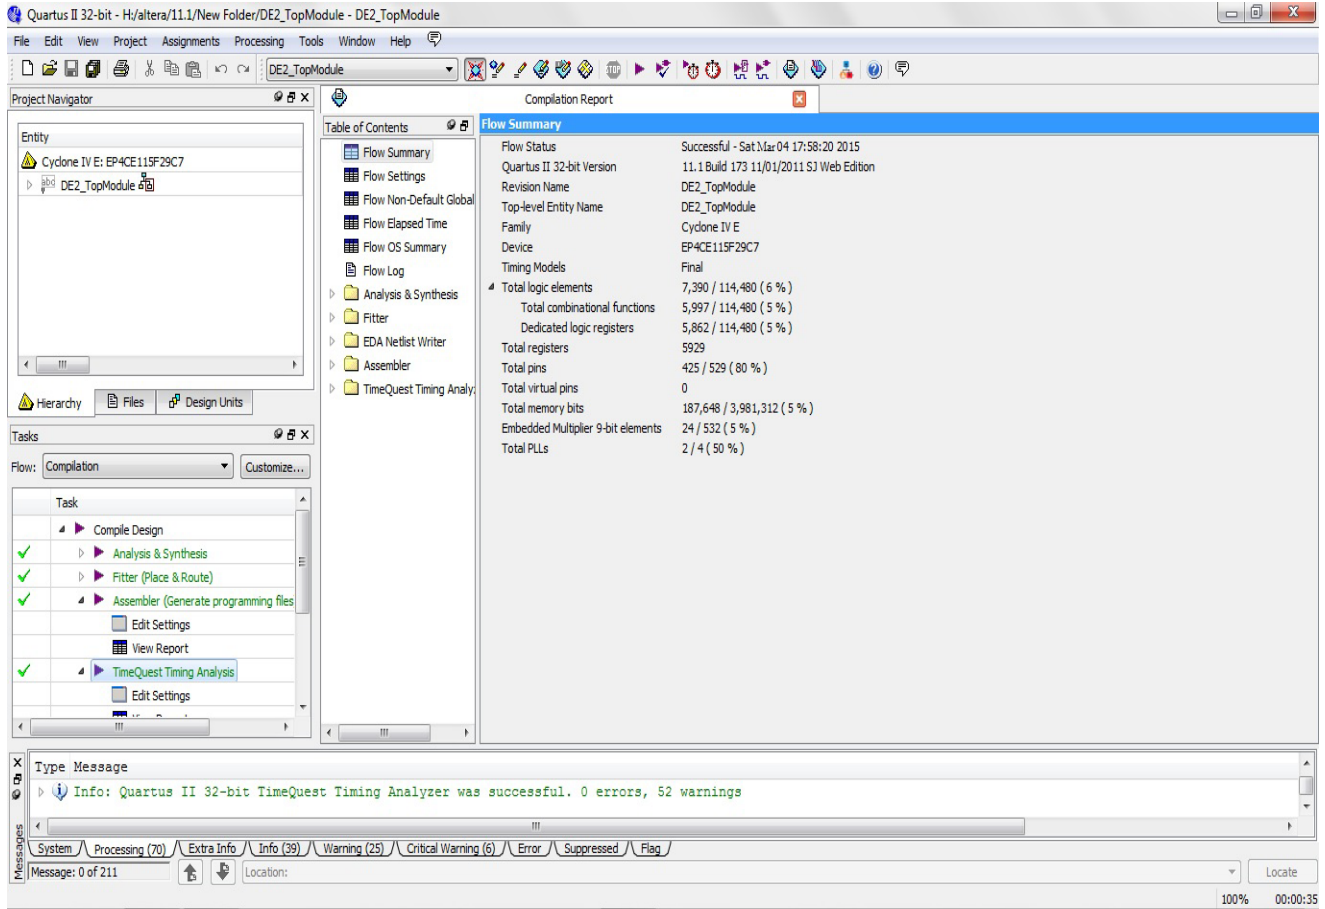 Quartus II 32-bit - H:/altera/11.1/New Folder/DE2_TopModule - DE2_TopModule
File Edit View Project Assignments Processing Tools Window Help
DE2_TopModule
STOP
Project Navigator
Entity
Cyclone IV E: EP4CE115F29C7
abd DE2_TopModule
Hierarchy Files Design Units
Tasks
Flow: Compilation Customize...
Task
Compile Design
Analysis & Synthesis
Fitter (Place & Route)
Assembler (Generate programming files
Edit Settings
View Report
TimeQuest Timing Analysis
Edit Settings
Compilation Report
Table of Contents
Flow Summary
Flow Settings
Flow Non-Default Global
Flow Elapsed Time
Flow OS Summary
Flow Log
Analysis & Synthesis
Fitter
EDA Netlist Writer
Assembler
TimeQuest Timing Analyz
Flow Summary
Flow Status Successful - Sat Mar 04 17:58:20 2015
Quartus II 32-bit Version 11.1 Build 173 11/01/2011 SJ Web Edition
Revision Name DE2_TopModule
Top-level Entity Name DE2_TopModule
Family Cyclone IV E
Device EP4CE115F29C7
Timing Models Final
Total logic elements 7,390 / 114,480 ( 6 % )
Total combinational functions 5,997 / 114,480 ( 5 % )
Dedicated logic registers 5,862 / 114,480 ( 5 % )
Total registers 5929
Total pins 425 / 529 ( 80 % )
Total virtual pins 0
Total memory bits 187,648 / 3,981,312 ( 5 % )
Embedded Multiplier 9-bit elements 24 / 532 ( 5 % )
Total PLLs 2 / 4 ( 50 % )
Messages
Type Message
Info: Quartus II 32-bit TimeQuest Timing Analyzer was successful. 0 errors, 52 warnings
System Processing (70) Extra Info Info (39) Warning (25) Critical Warning (6) Error Suppressed Flag
Message: 0 of 211 Location: Locate
100% 00:00:35